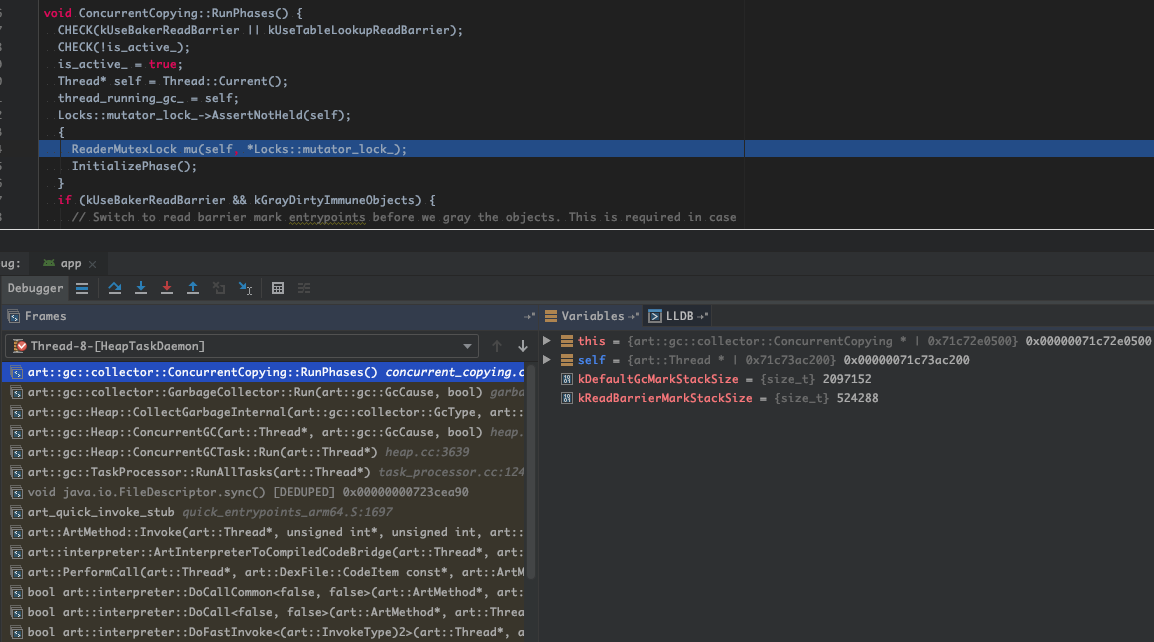 void ConcurrentCopying::RunPhases() {
CHECK(kUseBakerReadBarrier || kUseTableLookupReadBarrier);
CHECK(!is_active_);
is_active_ = true;
Thread* self = Thread::Current();
thread_running_gc_ = self;
Locks::mutator_lock_->AssertNotHeld(self);
{
ReaderMutexLock mu(self, *Locks::mutator_lock_);
InitializePhase();
}
if (kUseBakerReadBarrier && kGrayDirtyImmuneObjects) {
// Switch to read barrier mark entrypoints before we gray the objects. This is required in case
ug: app
Debugger
Frames
Variables LLDB
Thread-8-[HeapTaskDaemon]
art::gc::collector::ConcurrentCopying::RunPhases() concurrent_copying.c
art::gc::collector::GarbageCollector::Run(art::gc::GcCause, bool) garba
art::gc::Heap::CollectGarbageInternal(art::gc::collector::GcType, art::
art::gc::Heap::ConcurrentGC(art::Thread*, art::gc::GcCause, bool) heap.
art::gc::Heap::ConcurrentGCTask::Run(art::Thread*) heap.cc:3639
art::gc::TaskProcessor::RunAllTasks(art::Thread*) task_processor.cc:124
void java.io.FileDescriptor.sync() [DEDUPED] 0x00000000723cea90
art_quick_invoke_stub quick_entrypoints_arm64.S:1697
art::ArtMethod::Invoke(art::Thread*, unsigned int*, unsigned int, art::
art::interpreter::ArtInterpreterToCompiledCodeBridge(art::Thread*, art:
art::PerformCall(art::Thread*, art::DexFile::CodeItem const*, art::ArtM
bool art::interpreter::DoCallCommon<false, false>(art::ArtMethod*, art:
bool art::interpreter::DoCall<false, false>(art::ArtMethod*, art::Threa
bool art::interpreter::DoFastInvoke<(art::InvokeType)2>(art::Thread*, a
this = {art::gc::collector::ConcurrentCopying * | 0x71c72e0500} 0x00000071c72e0500
self = {art::Thread * | 0x71c73ac200} 0x00000071c73ac200
kDefaultGcMarkStackSize = {size_t} 2097152
kReadBarrierMarkStackSize = {size_t} 524288